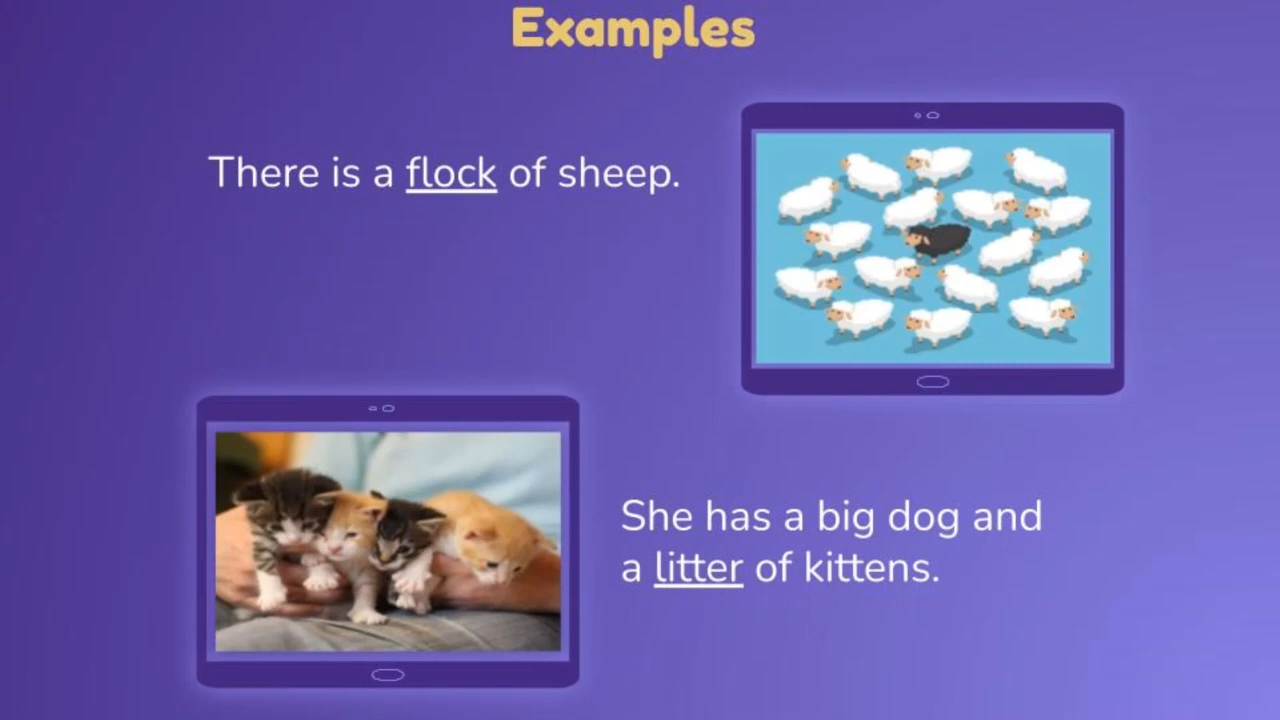 Examples
There is a flock of sheep.
She has a big dog and
a litter of kittens.